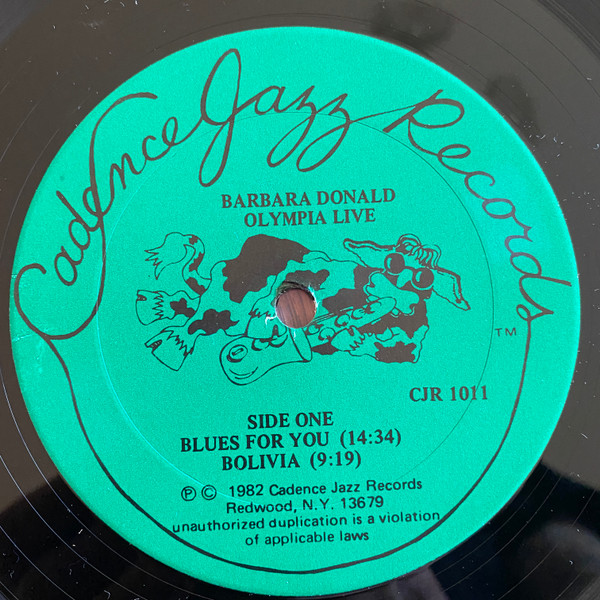 Cadence Jazz Records
TM
BARBARA DONALD
OLYMPIA LIVE
CJR 1011
SIDE ONE
BLUES FOR YOU (14:34)
BOLIVIA (9:19)
Ⓟ © 1982 Cadence Jazz Records
Redwood, N.Y. 13679
unauthorized duplication is a violation
of applicable laws